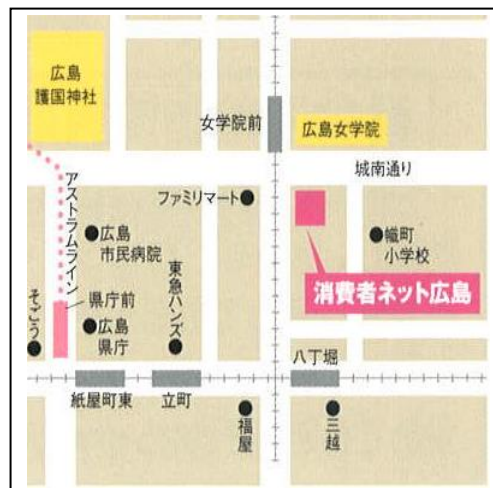 広島
護国神社
女学院前
広島女学院
城南通り
アストラムライン
ファミリマート
広島
市民病院
幟町
小学校
東急ハンズ
県庁前
消費者ネット広島
そごう
広島
県庁
八丁堀
紙屋町東
立町
福屋
三越